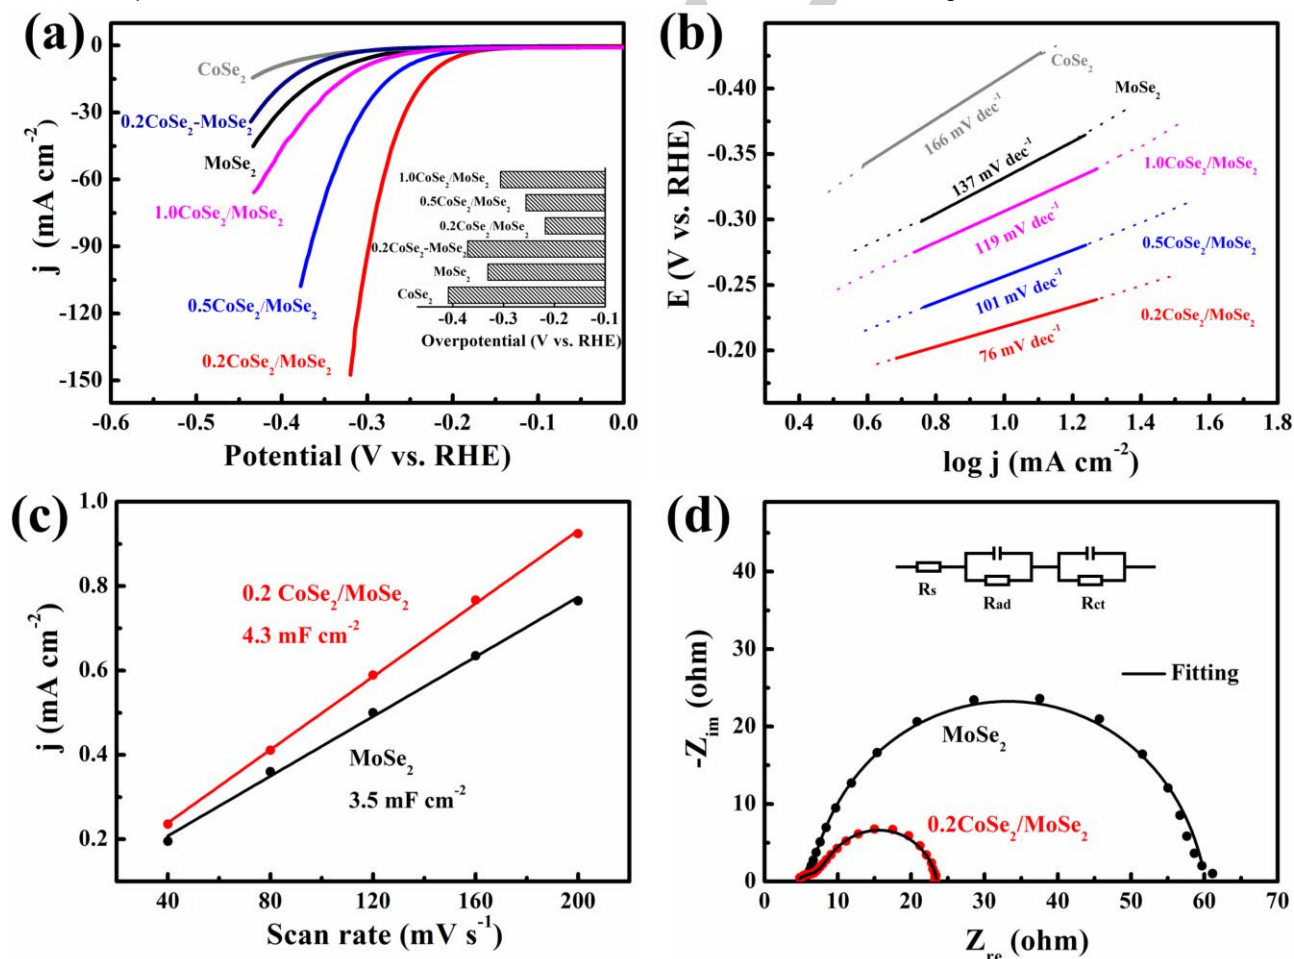 (a)
0
-30
-60
-90
-120
-150
j (mA cm⁻²)
CoSe₂
0.2CoSe₂-MoSe₂
MoSe₂
1.0CoSe₂/MoSe₂
0.5CoSe₂/MoSe₂
0.2CoSe₂/MoSe₂
1.0CoSe₂/MoSe₂
0.5CoSe₂/MoSe₂
0.2CoSe₂/MoSe₂
0.2CoSe₂-MoSe₂
MoSe₂
CoSe₂
-0.4 -0.3 -0.2 -0.1
Overpotential (V vs. RHE)
-0.6 -0.5 -0.4 -0.3 -0.2 -0.1 0.0
Potential (V vs. RHE)
(b)
-0.40
-0.35
-0.30
-0.25
-0.20
E (V vs. RHE)
CoSe₂
166 mV dec⁻¹
MoSe₂
137 mV dec⁻¹
1.0CoSe₂/MoSe₂
119 mV dec⁻¹
0.5CoSe₂/MoSe₂
101 mV dec⁻¹
0.2CoSe₂/MoSe₂
76 mV dec⁻¹
0.4 0.6 0.8 1.0 1.2 1.4 1.6 1.8
log j (mA cm⁻²)
(c)
1.0
0.8
0.6
0.4
0.2
j (mA cm⁻²)
0.2 CoSe₂/MoSe₂
4.3 mF cm⁻²
MoSe₂
3.5 mF cm⁻²
40 80 120 160 200
Scan rate (mV s⁻¹)
(d)
40
30
20
10
0
-Zim (ohm)
Rs
Rad
Rct
Fitting
MoSe₂
0.2CoSe₂/MoSe₂
0 10 20 30 40 50 60 70
Zre (ohm)